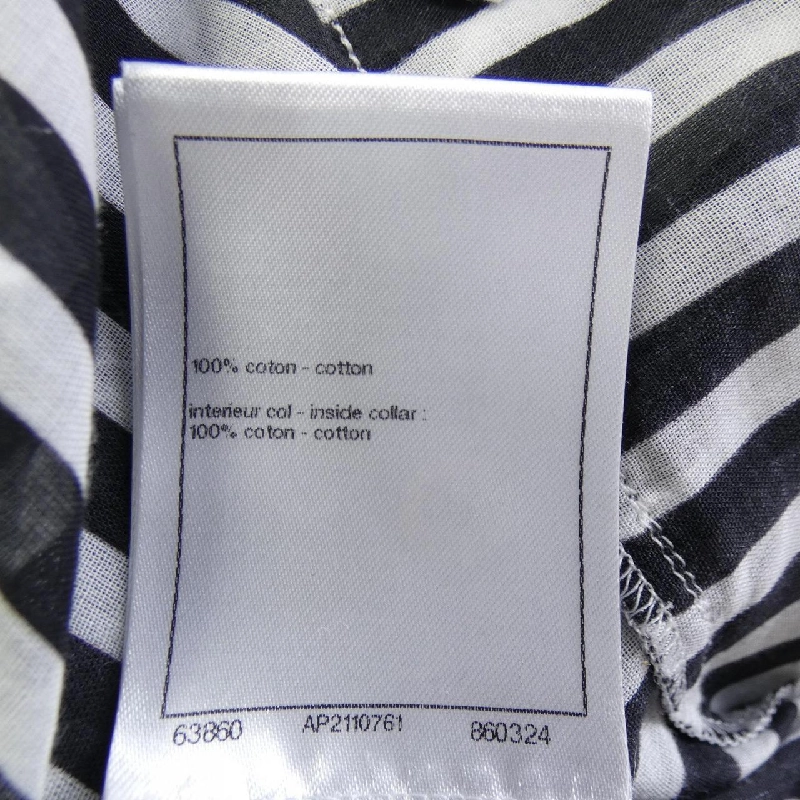 100% coton - cotton
interieur col - inside collar :
100% coton - cotton
63860 AP2110761 860324